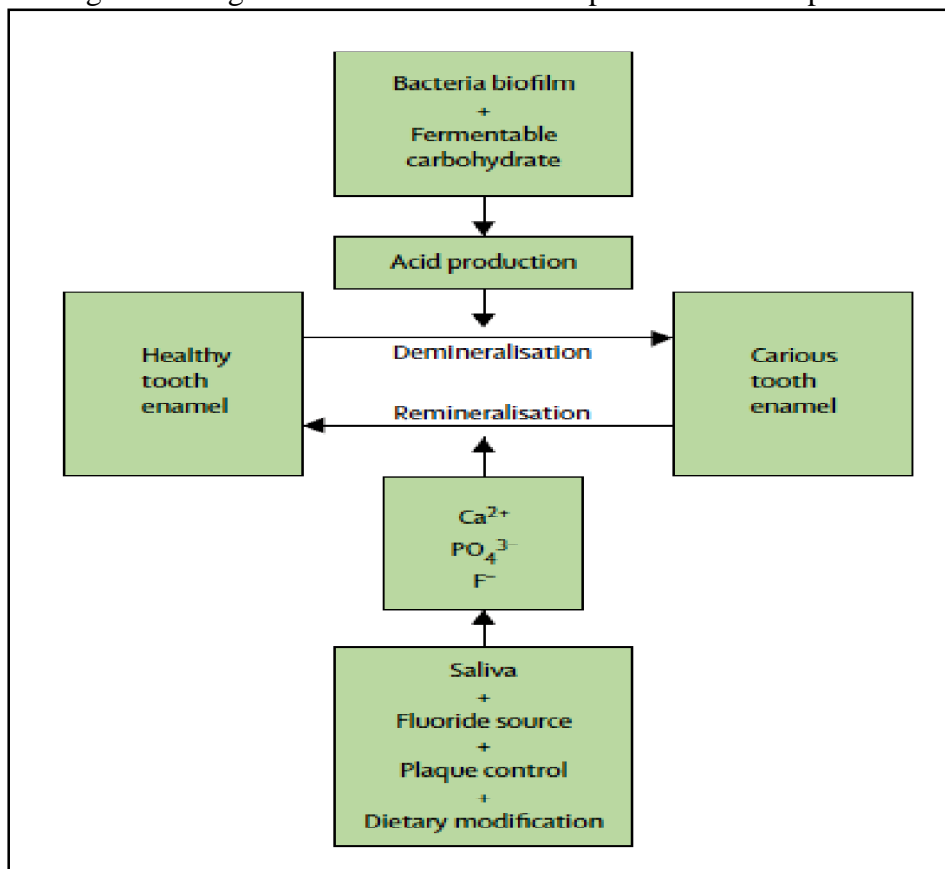 Bacteria biofilm
+
Fermentable
carbohydrate
Acid production
Healthy
tooth
enamel
Demineralisation
Remineralisation
Carious
tooth
enamel
Ca²⁺
PO₄³⁻
F⁻
Saliva
+
Fluoride source
+
Plaque control
+
Dietary modification